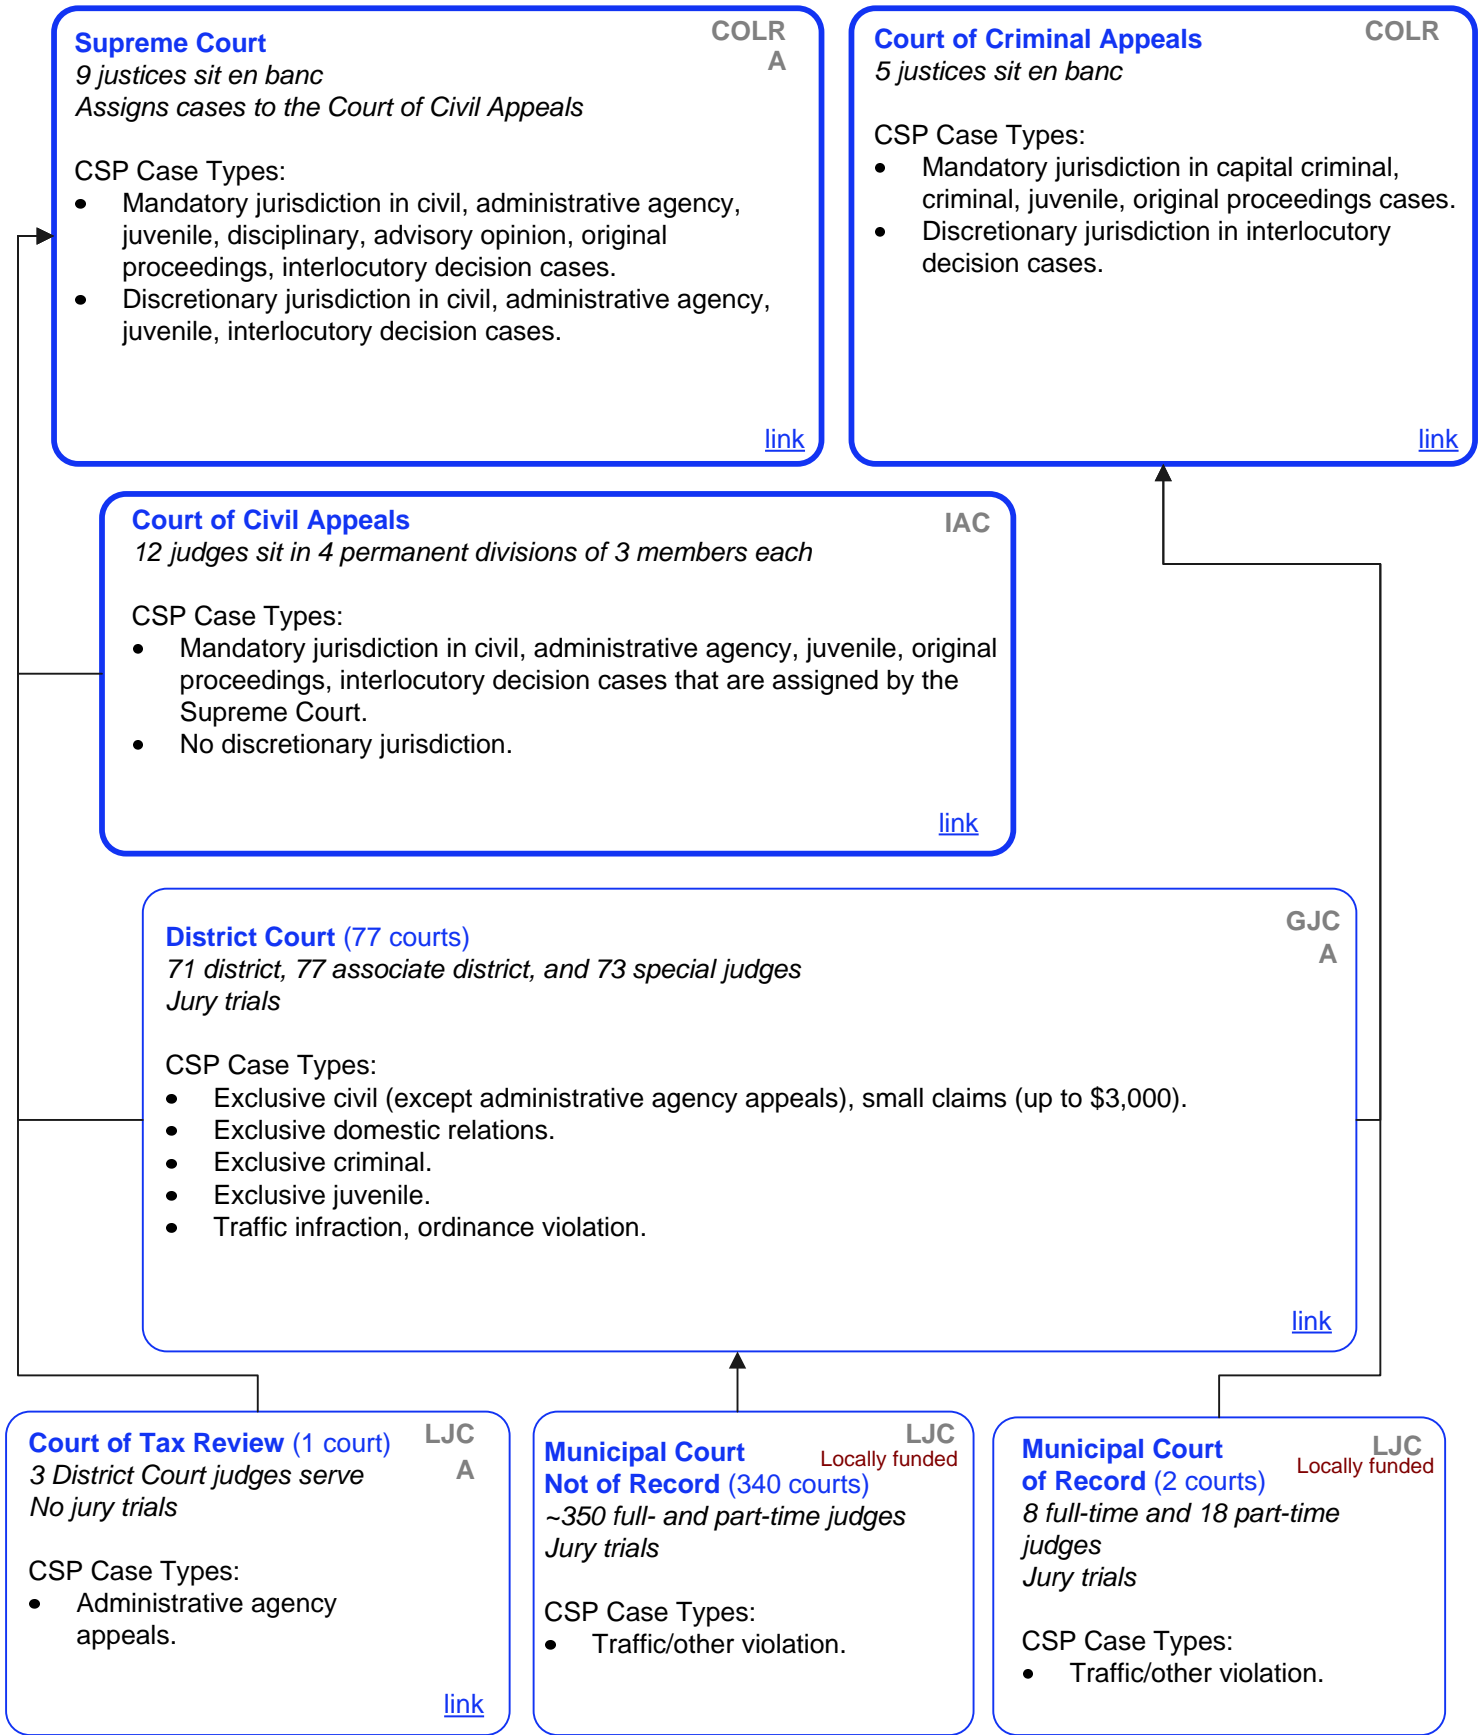 Supreme Court
COLR
A
9 justices sit en banc
Assigns cases to the Court of Civil Appeals
CSP Case Types:
• Mandatory jurisdiction in civil, administrative agency,
juvenile, disciplinary, advisory opinion, original
proceedings, interlocutory decision cases.
• Discretionary jurisdiction in civil, administrative agency,
juvenile, interlocutory decision cases.
link
Court of Criminal Appeals
COLR
5 justices sit en banc
CSP Case Types:
• Mandatory jurisdiction in capital criminal,
criminal, juvenile, original proceedings cases.
• Discretionary jurisdiction in interlocutory
decision cases.
link
Court of Civil Appeals
IAC
12 judges sit in 4 permanent divisions of 3 members each
CSP Case Types:
• Mandatory jurisdiction in civil, administrative agency, juvenile, original
proceedings, interlocutory decision cases that are assigned by the
Supreme Court.
• No discretionary jurisdiction.
link
District Court (77 courts)
GJC
A
71 district, 77 associate district, and 73 special judges
Jury trials
CSP Case Types:
• Exclusive civil (except administrative agency appeals), small claims (up to $3,000).
• Exclusive domestic relations.
• Exclusive criminal.
• Exclusive juvenile.
• Traffic infraction, ordinance violation.
link
Court of Tax Review (1 court)
LJC
A
3 District Court judges serve
No jury trials
CSP Case Types:
• Administrative agency
appeals.
link
LJC
Municipal Court
Locally funded
Not of Record (340 courts)
~350 full- and part-time judges
Jury trials
CSP Case Types:
• Traffic/other violation.
Municipal Court
LJC
Locally funded
of Record (2 courts)
8 full-time and 18 part-time
judges
Jury trials
CSP Case Types:
• Traffic/other violation.